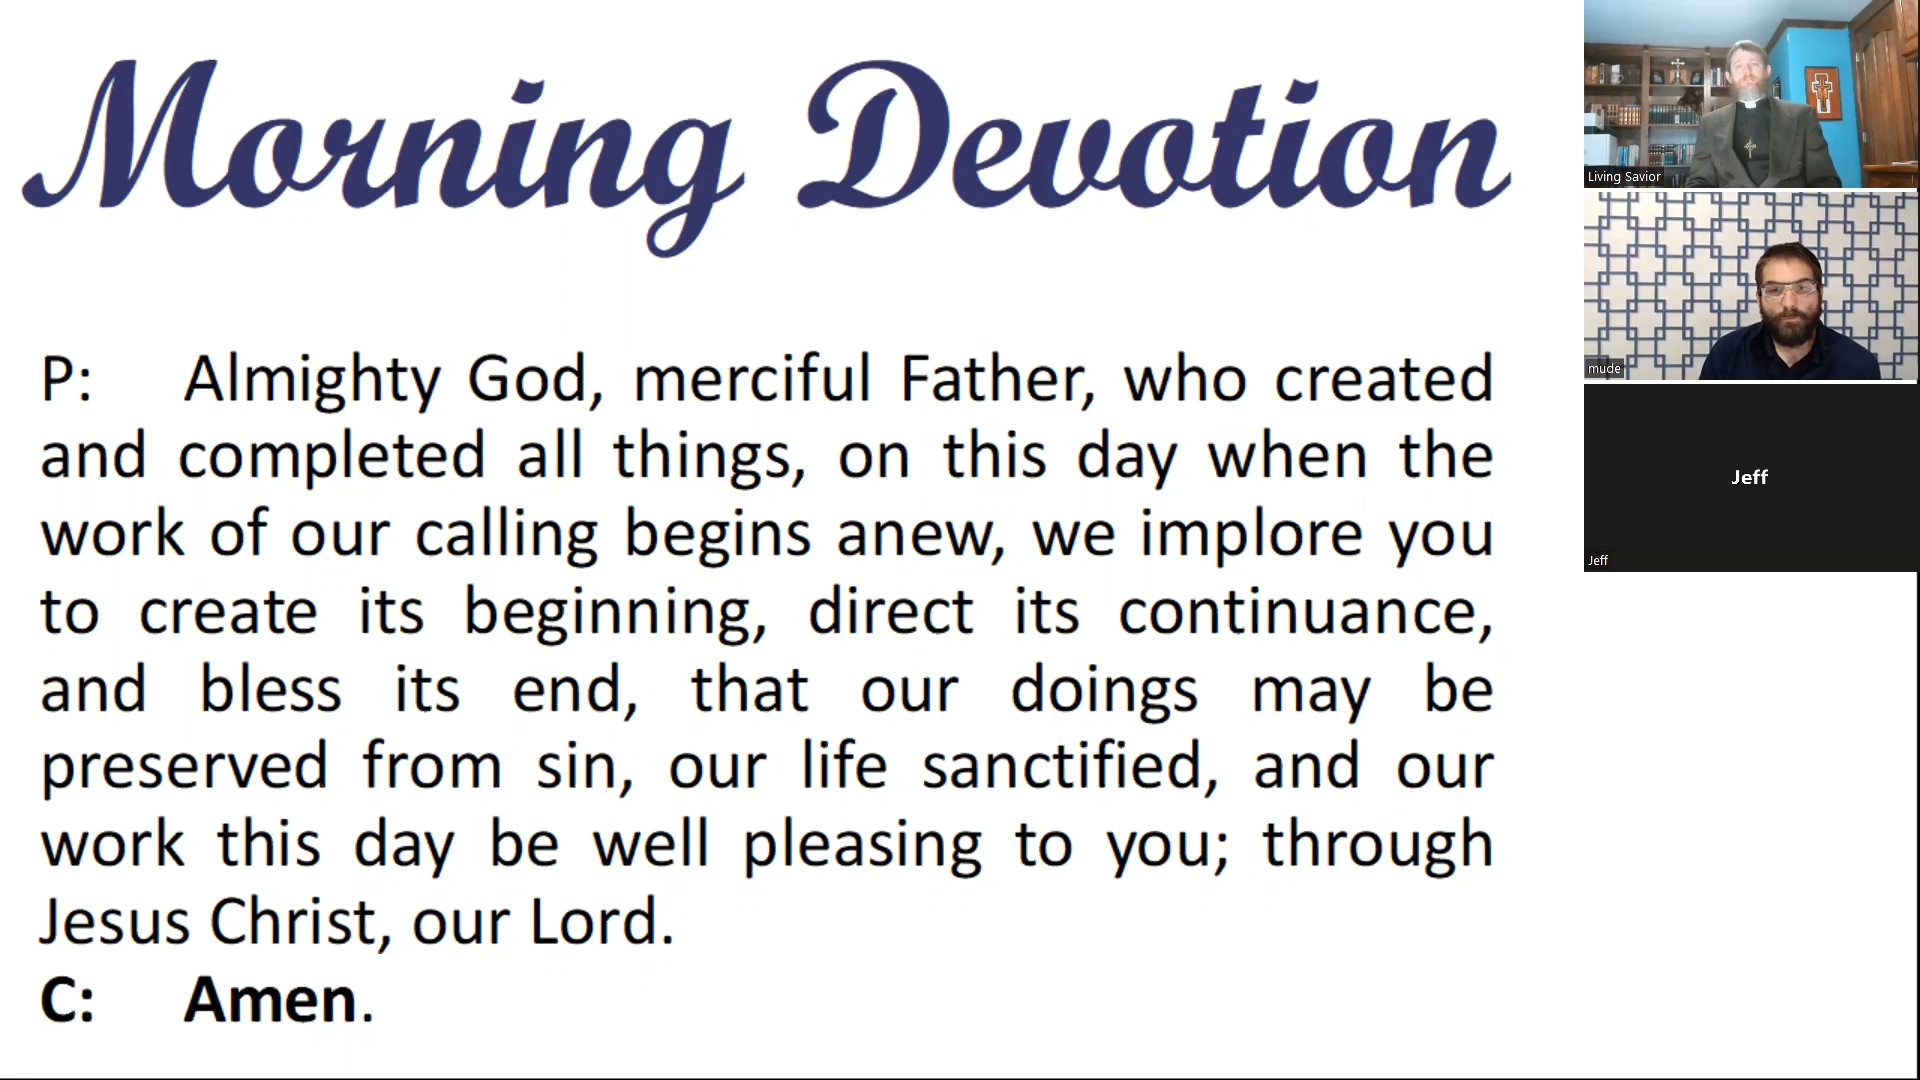 Morning Devotion
P: Almighty God, merciful Father, who created
and completed all things, on this day when the
work of our calling begins anew, we implore you
to create its beginning, direct its continuance,
and bless its end, that our doings may be
preserved from sin, our life sanctified, and our
work this day be well pleasing to you; through
Jesus Christ, our Lord.
C: Amen.
Living Savior
mude
Jeff
Jeff